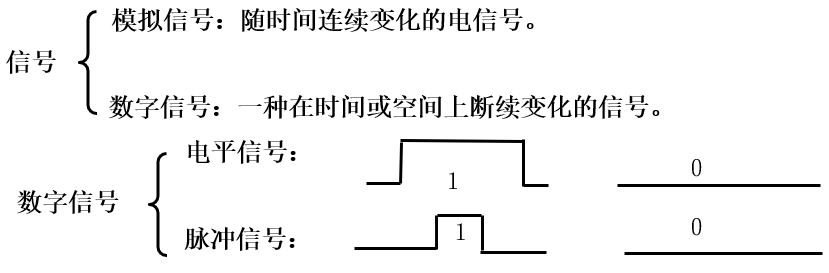 模拟信号：随时间连续变化的电信号。
信号
数字信号：一种在时间或空间上断续变化的信号。
电平信号： 1 0
数字信号
脉冲信号： 1 0